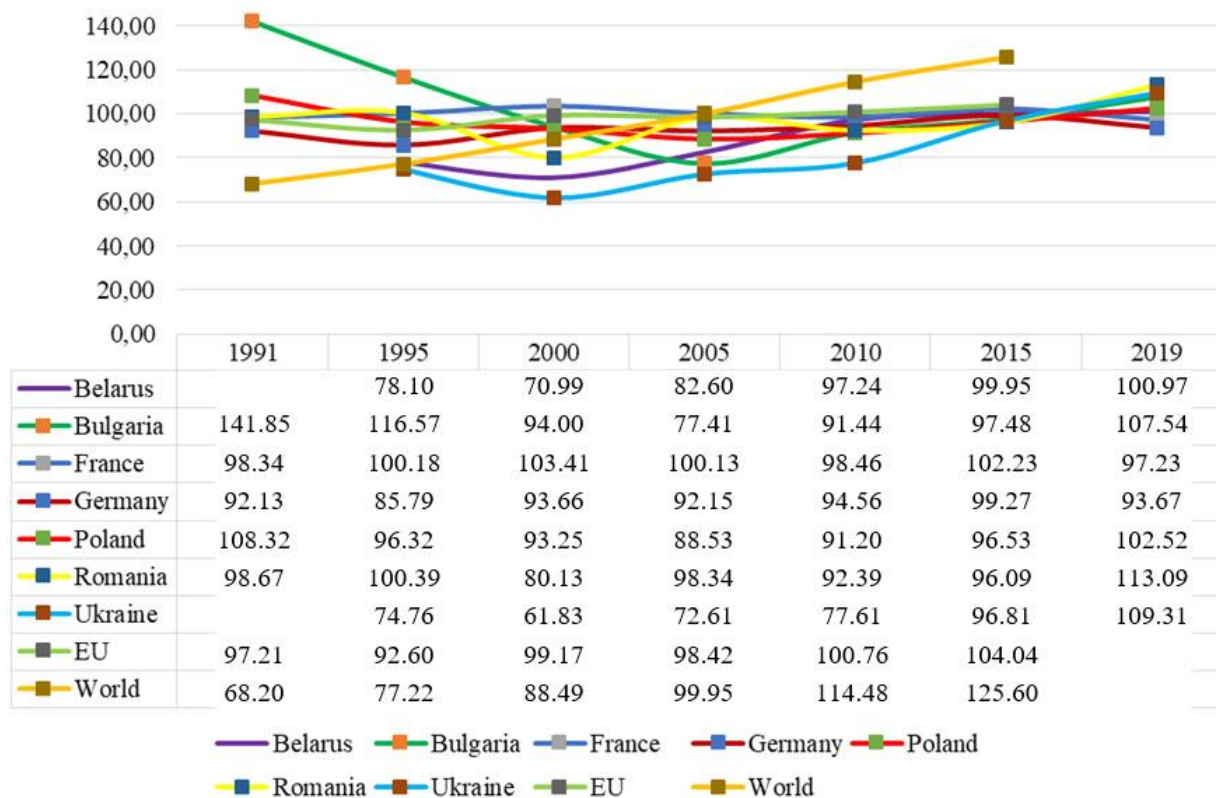 140,00
120,00
100,00
80,00
60,00
40,00
20,00
0,00
1991 1995 2000 2005 2010 2015 2019
Belarus 78.10 70.99 82.60 97.24 99.95 100.97
Bulgaria 141.85 116.57 94.00 77.41 91.44 97.48 107.54
France 98.34 100.18 103.41 100.13 98.46 102.23 97.23
Germany 92.13 85.79 93.66 92.15 94.56 99.27 93.67
Poland 108.32 96.32 93.25 88.53 91.20 96.53 102.52
Romania 98.67 100.39 80.13 98.34 92.39 96.09 113.09
Ukraine 74.76 61.83 72.61 77.61 96.81 109.31
EU 97.21 92.60 99.17 98.42 100.76 104.04
World 68.20 77.22 88.49 99.95 114.48 125.60
Belarus Bulgaria France Germany Poland
Romania Ukraine EU World